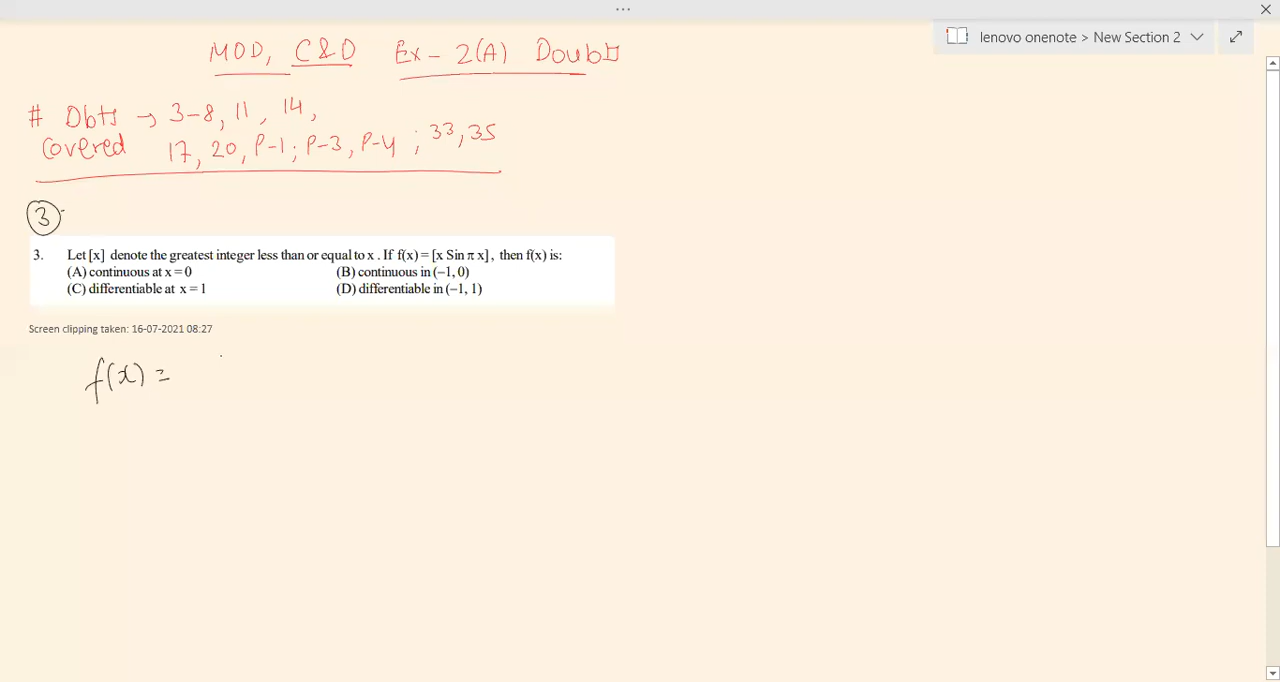 ...
lenovo onenote > New Section 2
MOD, C&D Ex - 2(A) Doubts
# Dbts → 3-8, 11, 14,
Covered 17, 20, P-1; P-3, P-4 ; 33, 35
3
3. Let [x] denote the greatest integer less than or equal to x . If f(x) = [x Sin π x], then f(x) is:
(A) continuous at x = 0 (B) continuous in (−1, 0)
(C) differentiable at x = 1 (D) differentiable in (−1, 1)
Screen clipping taken: 16-07-2021 08:27
f(x) =